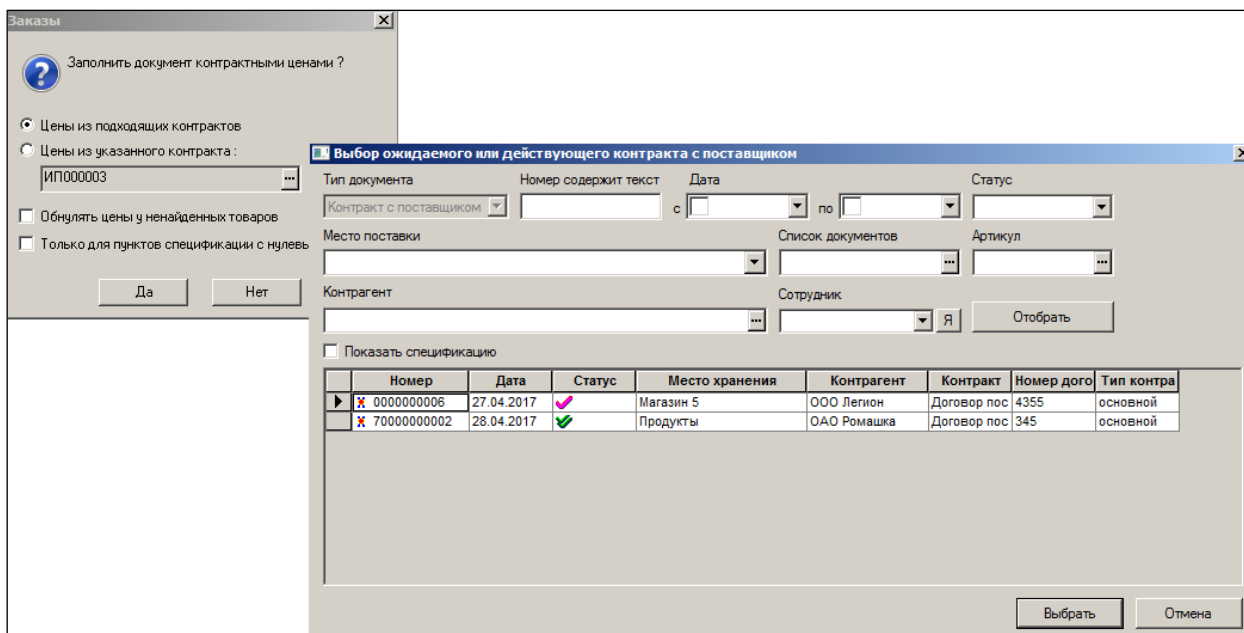 Заказы
Заполнить документ контрактными ценами ?
Цены из подходящих контрактов
Цены из указанного контракта :
ИП000003
Обнулять цены у ненайденных товаров
Только для пунктов спецификации с нулевы
Да Нет
Выбор ожидаемого или действующего контракта с поставщиком
Тип документа Номер содержит текст Дата Статус
Контракт с поставщиком с по
Место поставки Список документов Артикул
Контрагент Сотрудник
Я Отобрать
Показать спецификацию
Номер Дата Статус Место хранения Контрагент Контракт Номер дого Тип контра
0000000006 27.04.2017 Магазин 5 ООО Легион Договор пос 4355 основной
70000000002 28.04.2017 Продукты ОАО Ромашка Договор пос 345 основной
Выбрать Отмена